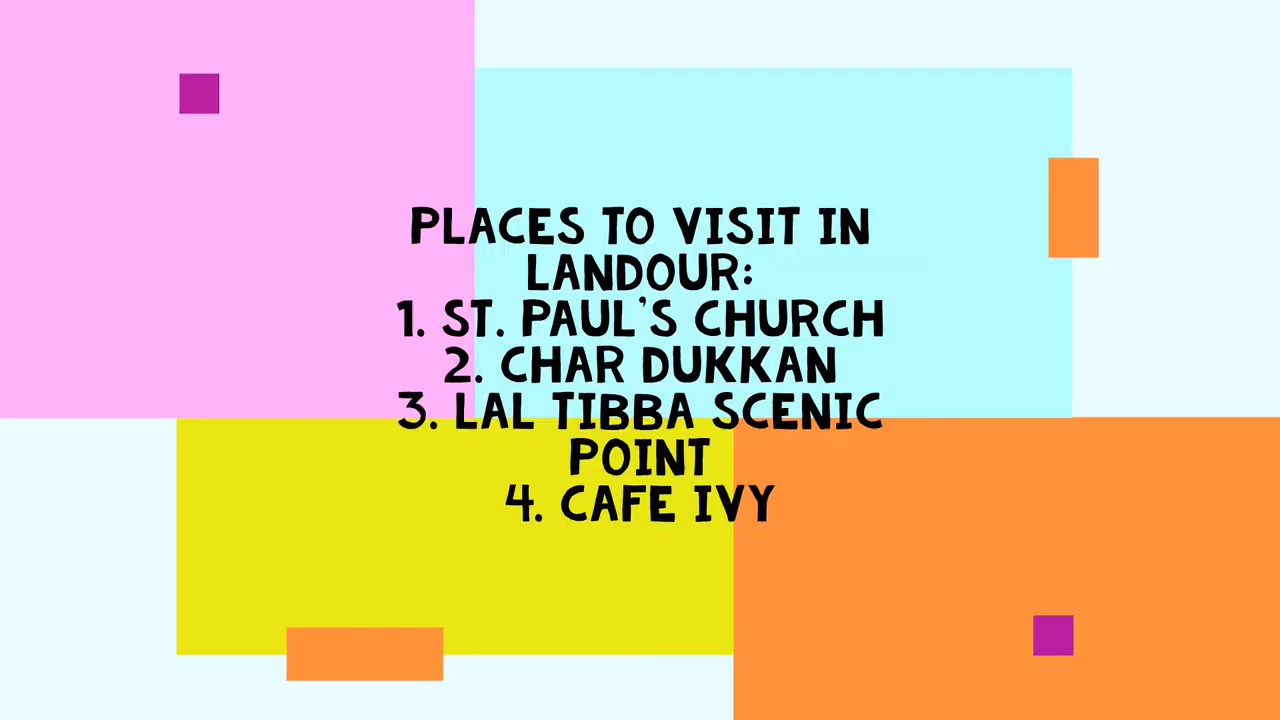 PLACES TO VISIT IN
LANDOUR:
1. ST. PAUL'S CHURCH
2. CHAR DUKKAN
3. LAL TIBBA SCENIC
POINT
4. CAFE IVY